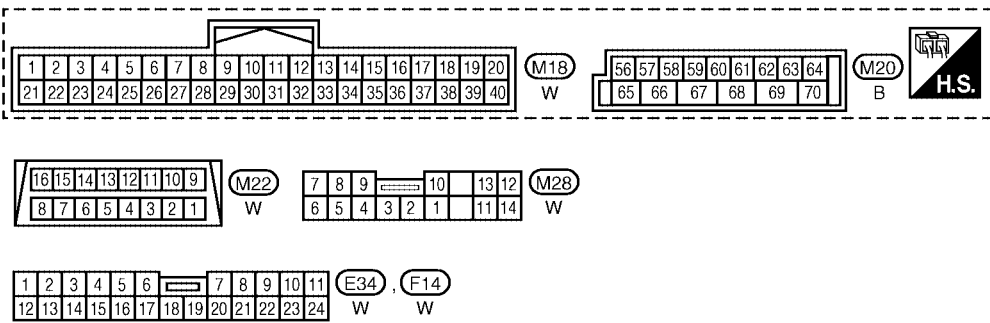 1 2 3 4 5 6 7 8 9 10 11 12 13 14 15 16 17 18 19 20
21 22 23 24 25 26 27 28 29 30 31 32 33 34 35 36 37 38 39 40
M18
W
56 57 58 59 60 61 62 63 64
65 66 67 68 69 70
M20
B
H.S.
16 15 14 13 12 11 10 9
8 7 6 5 4 3 2 1
M22
W
7 8 9 10 13 12
6 5 4 3 2 1 11 14
M28
W
1 2 3 4 5 6 7 8 9 10 11
12 13 14 15 16 17 18 19 20 21 22 23 24
E34 , F14
W W